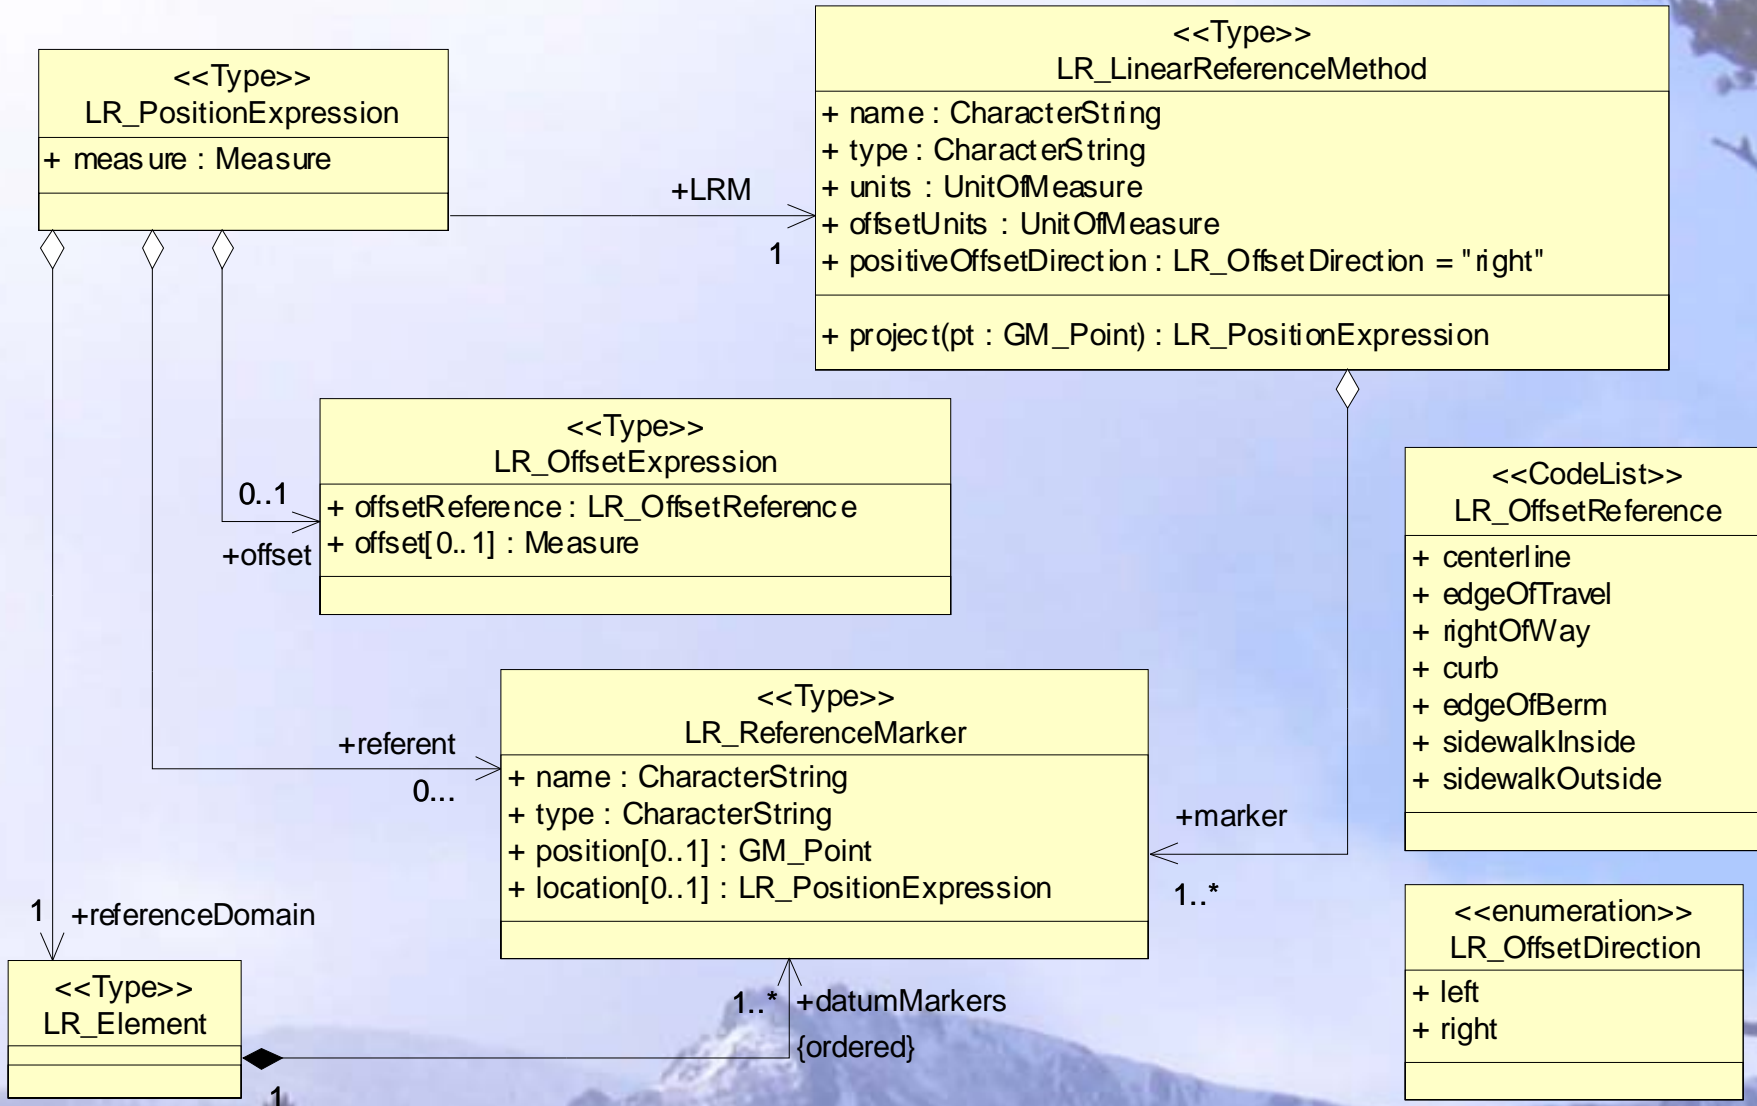 <<Type>>
LR_PositionExpression
+ measure : Measure
<<Type>>
LR_LinearReferenceMethod
+ name : CharacterString
+ type : CharacterString
+ units : UnitOfMeasure
+ offsetUnits : UnitOfMeasure
+ positiveOffsetDirection : LR_OffsetDirection = "right"
+ project(pt : GM_Point) : LR_PositionExpression
+LRM
1
<<Type>>
LR_OffsetExpression
+ offsetReference : LR_OffsetReference
+ offset[0..1] : Measure
0..1
+offset
<<CodeList>>
LR_OffsetReference
+ centerline
+ edgeOfTravel
+ rightOfWay
+ curb
+ edgeOfBerm
+ sidewalkInside
+ sidewalkOutside
<<Type>>
LR_ReferenceMarker
+ name : CharacterString
+ type : CharacterString
+ position[0..1] : GM_Point
+ location[0..1] : LR_PositionExpression
+referent
0...
+marker
1..*
1
+referenceDomain
<<Type>>
LR_Element
1
1..*
+datumMarkers
{ordered}
<<enumeration>>
LR_OffsetDirection
+ left
+ right